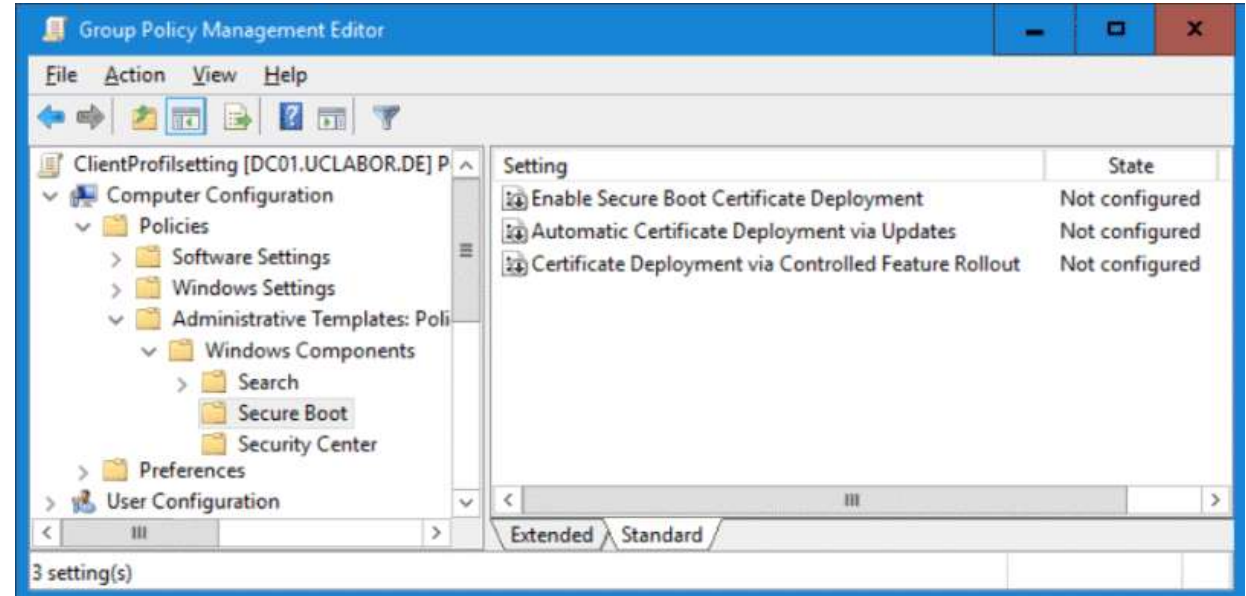 Group Policy Management Editor
File Action View Help
ClientProfilsetting [DC01.UCLABOR.DE] P
Computer Configuration
Policies
Software Settings
Windows Settings
Administrative Templates: Poli
Windows Components
Search
Secure Boot
Security Center
Preferences
User Configuration
Setting State
Enable Secure Boot Certificate Deployment Not configured
Automatic Certificate Deployment via Updates Not configured
Certificate Deployment via Controlled Feature Rollout Not configured
Extended Standard
3 setting(s)